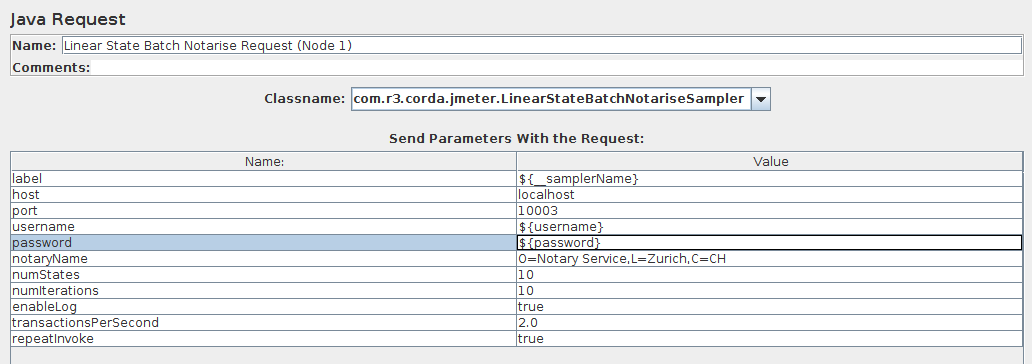 Java Request
Name: Linear State Batch Notarise Request (Node 1)
Comments:
Classname: com.r3.corda.jmeter.LinearStateBatchNotariseSampler
Send Parameters With the Request:
Name: Value
label ${__samplerName}
host localhost
port 10003
username ${username}
password ${password}
notaryName O=Notary Service,L=Zurich,C=CH
numStates 10
numIterations 10
enableLog true
transactionsPerSecond 2.0
repeatInvoke true